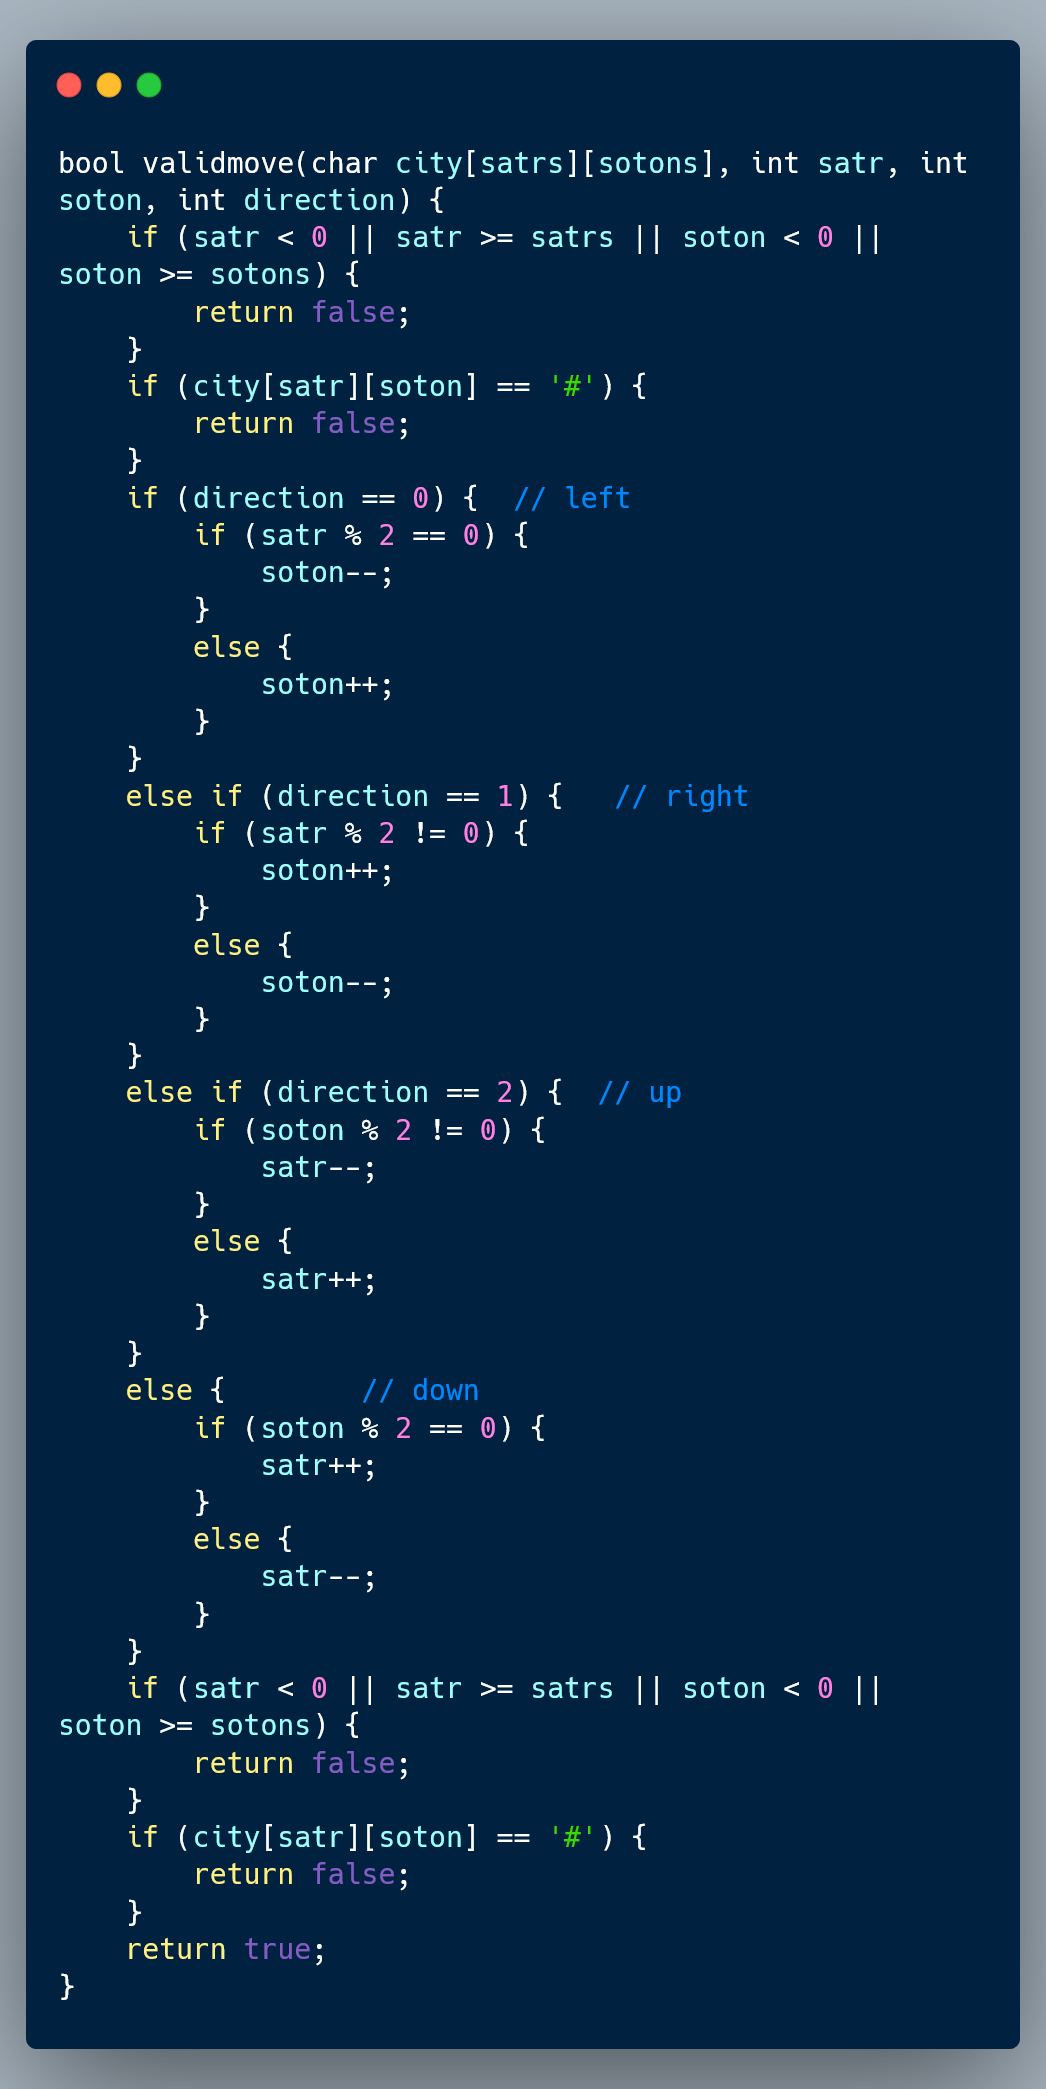 bool validmove(char city[satrs][sotons], int satr, int
soton, int direction) {
    if (satr < 0 || satr >= satrs || soton < 0 ||
soton >= sotons) {
        return false;
    }
    if (city[satr][soton] == '#') {
        return false;
    }
    if (direction == 0) {  // left
        if (satr % 2 == 0) {
            soton--;
        }
        else {
            soton++;
        }
    }
    else if (direction == 1) {   // right
        if (satr % 2 != 0) {
            soton++;
        }
        else {
            soton--;
        }
    }
    else if (direction == 2) {  // up
        if (soton % 2 != 0) {
            satr--;
        }
        else {
            satr++;
        }
    }
    else {        // down
        if (soton % 2 == 0) {
            satr++;
        }
        else {
            satr--;
        }
    }
    if (satr < 0 || satr >= satrs || soton < 0 ||
soton >= sotons) {
        return false;
    }
    if (city[satr][soton] == '#') {
        return false;
    }
    return true;
}